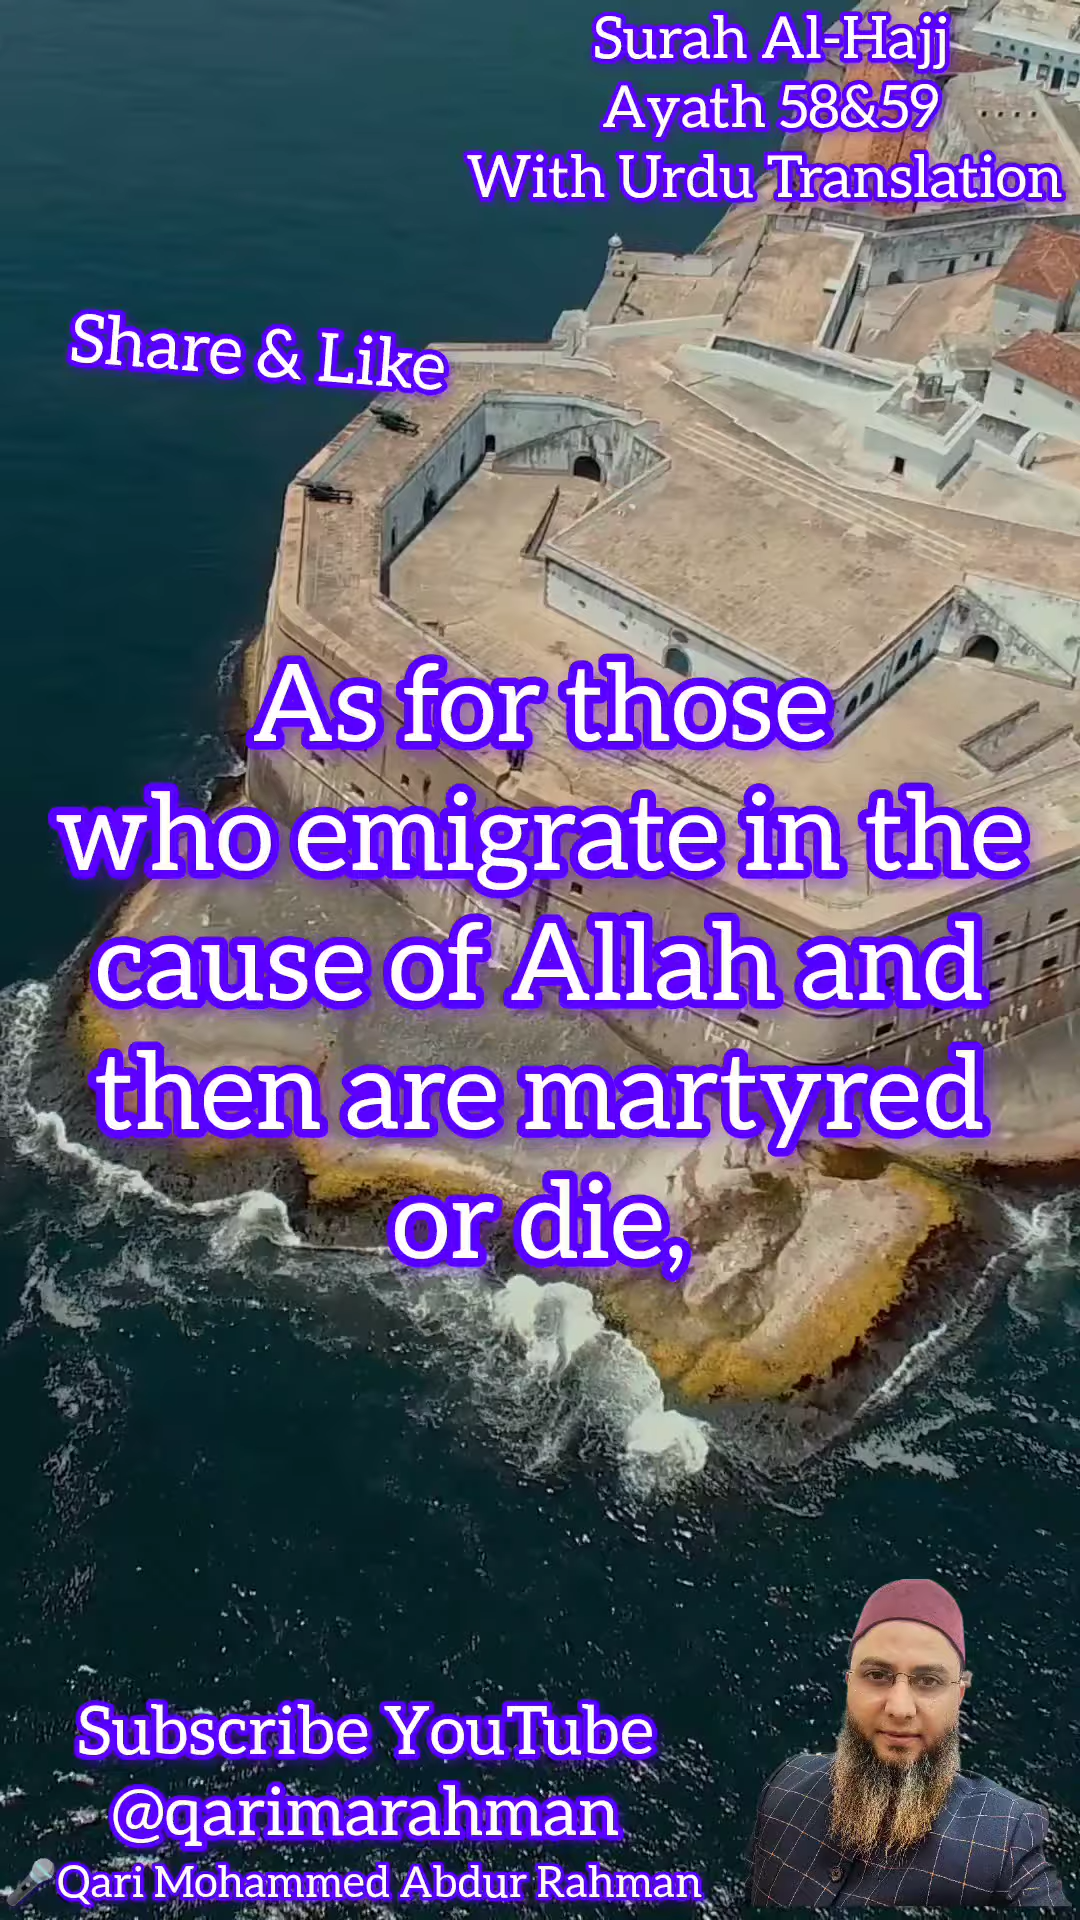 Surah Al-Hajj
Ayath 58&59
With Urdu Translation
Share & Like
As for those
who emigrate in the
cause of Allah and
then are martyred
or die,
Subscribe YouTube
@qarimarahman
🎤Qari Mohammed Abdur Rahman